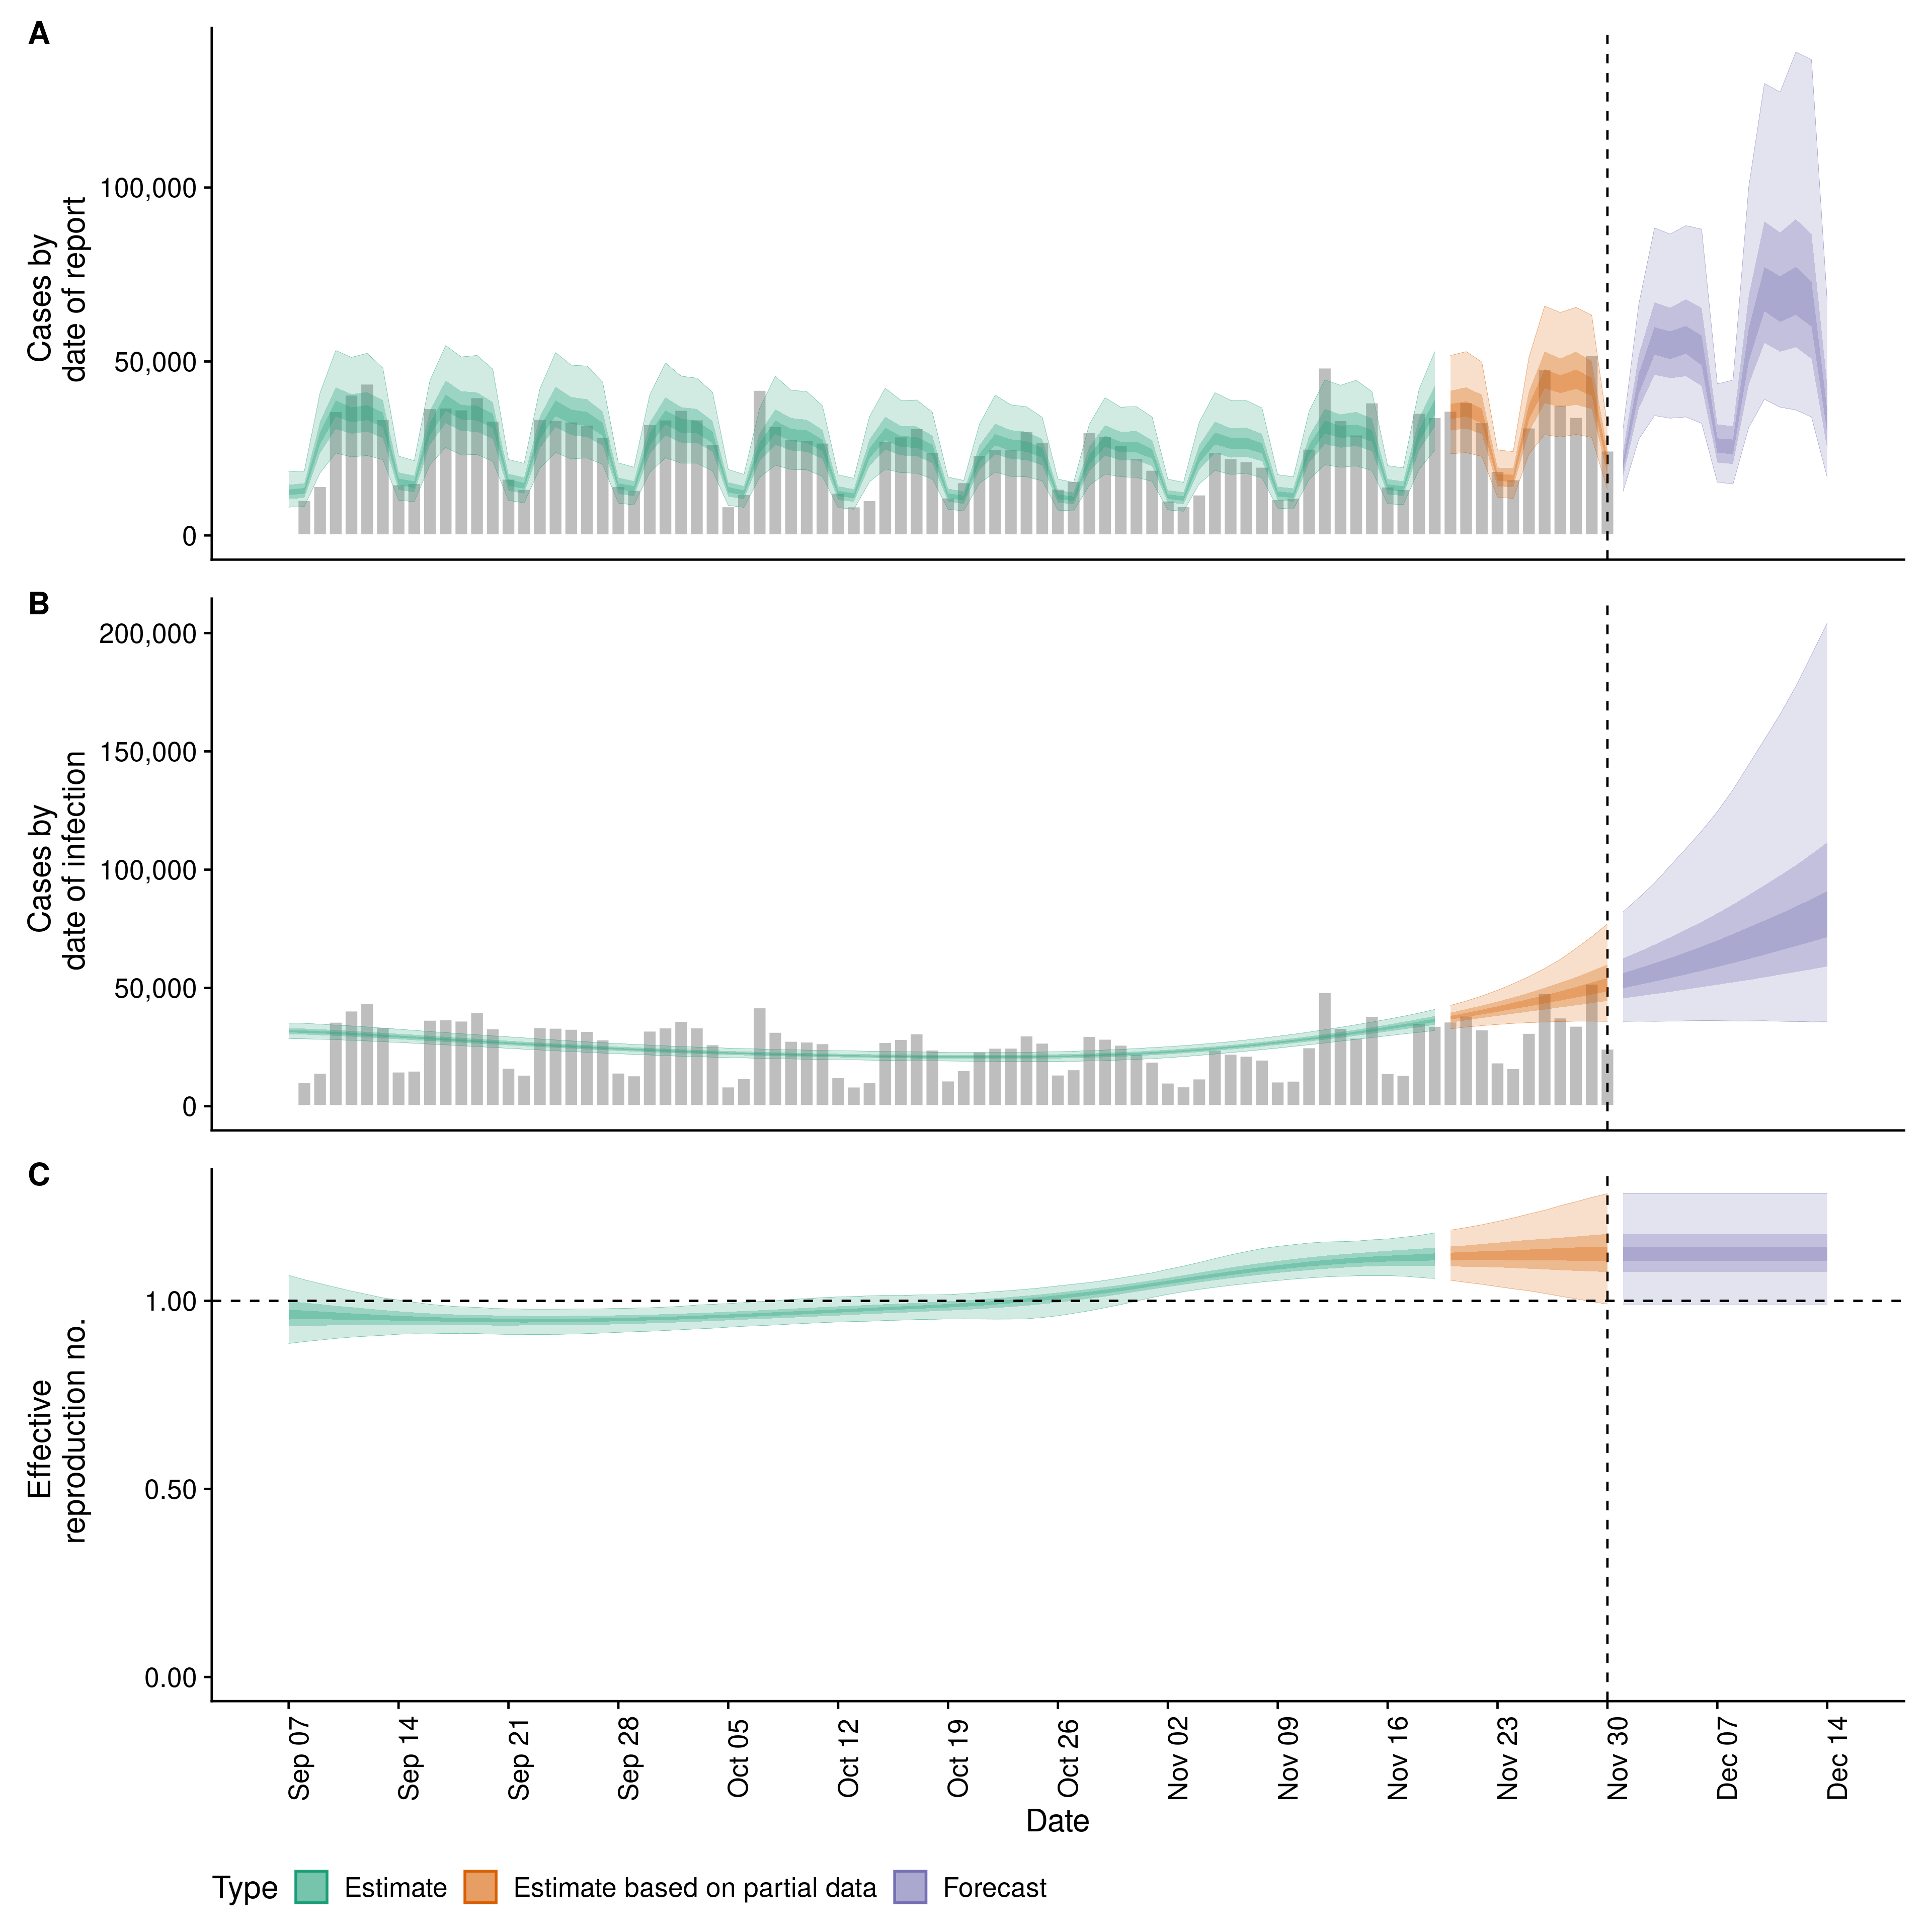 A
Cases by
date of report
100,000
50,000
0
B
Cases by
date of infection
200,000
150,000
100,000
50,000
0
C
Effective
reproduction no.
1.00
0.50
0.00
Sep 07
Sep 14
Sep 21
Sep 28
Oct 05
Oct 12
Oct 19
Oct 26
Nov 02
Nov 09
Nov 16
Nov 23
Nov 30
Dec 07
Dec 14
Date
Type Estimate Estimate based on partial data Forecast